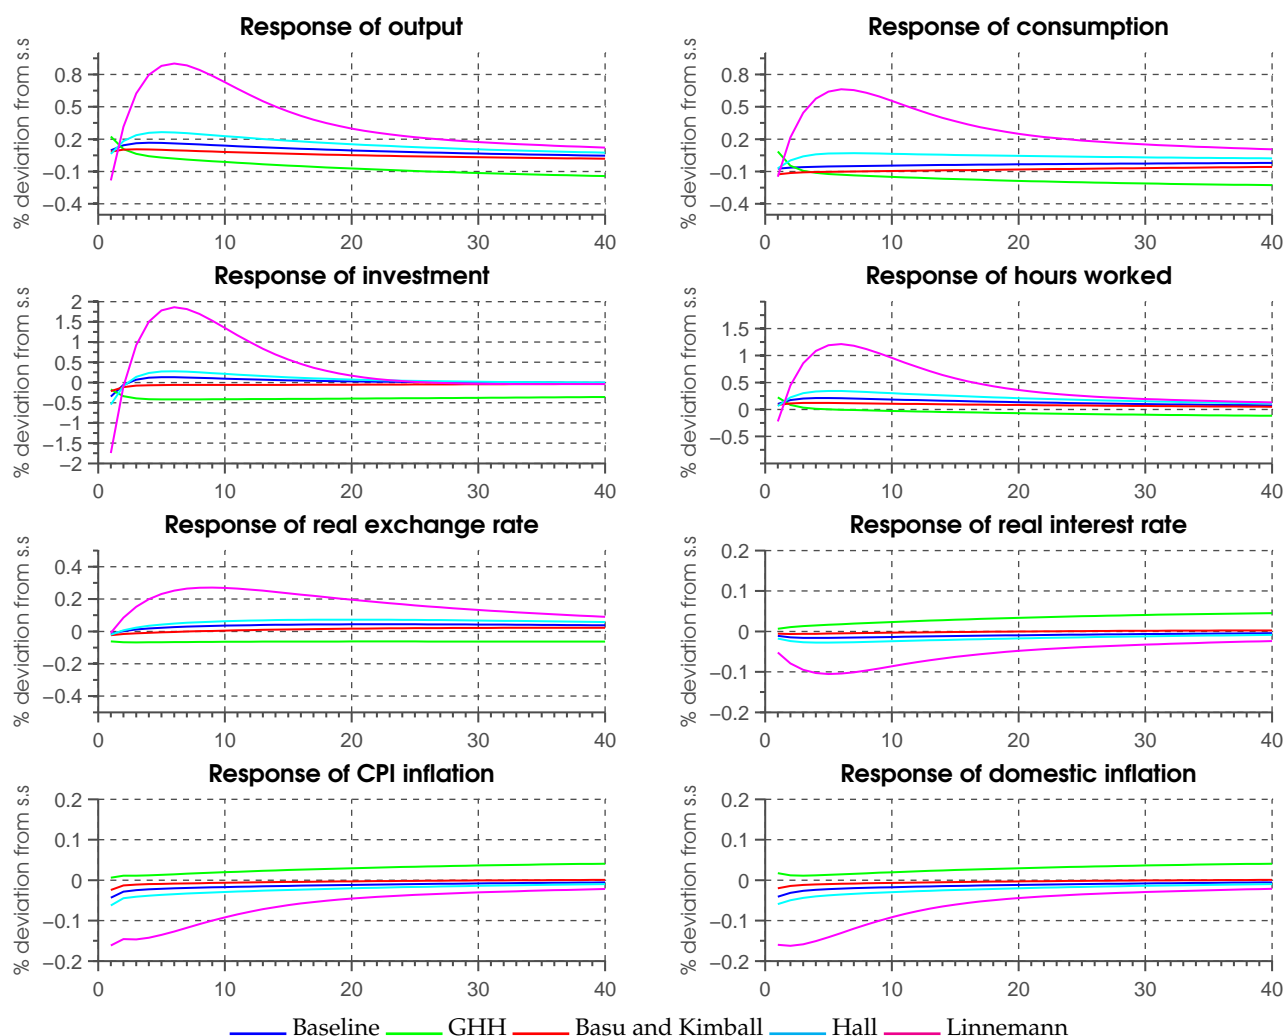 Response of output
Response of consumption
% deviation from s.s
0.8
0.5
0.2
−0.1
−0.4
0 10 20 30 40
% deviation from s.s
0.8
0.5
0.2
−0.1
−0.4
0 10 20 30 40
Response of investment
Response of hours worked
% deviation from s.s
2
1.5
1
0.5
0
−0.5
−1
−1.5
−2
0 10 20 30 40
% deviation from s.s
1.5
1
0.5
0
−0.5
0 10 20 30 40
Response of real exchange rate
Response of real interest rate
% deviation from s.s
0.4
0.2
0
−0.2
−0.4
0 10 20 30 40
% deviation from s.s
0.2
0.1
0
−0.1
−0.2
0 10 20 30 40
Response of CPI inflation
Response of domestic inflation
% deviation from s.s
0.2
0.1
0
−0.1
−0.2
0 10 20 30 40
% deviation from s.s
0.2
0.1
0
−0.1
−0.2
0 10 20 30 40
Baseline GHH Basu and Kimball Hall Linnemann